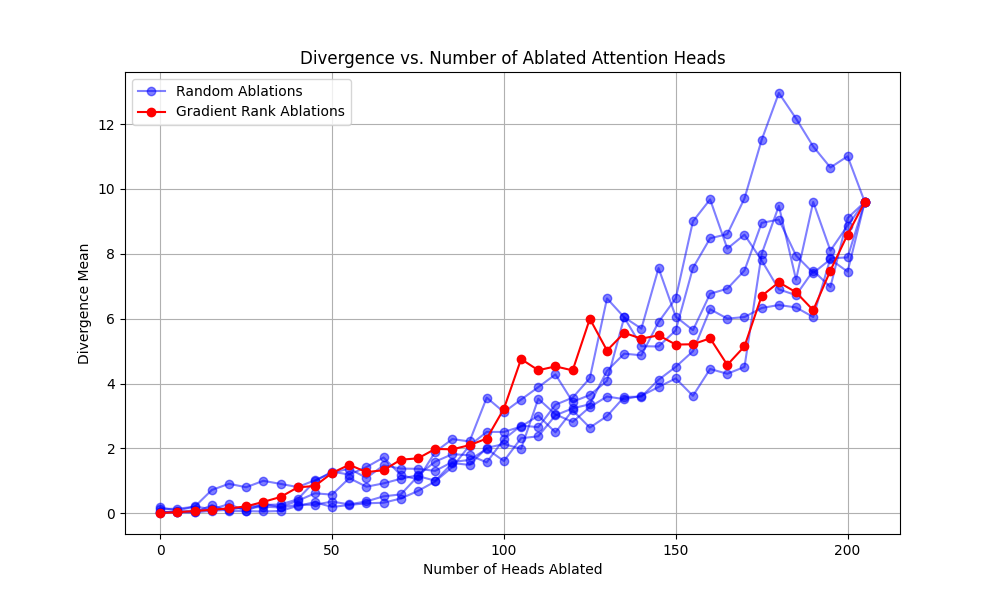 Divergence vs. Number of Ablated Attention Heads
Random Ablations
Gradient Rank Ablations
12
10
8
6
4
2
0
Divergence Mean
0
50
100
150
200
Number of Heads Ablated